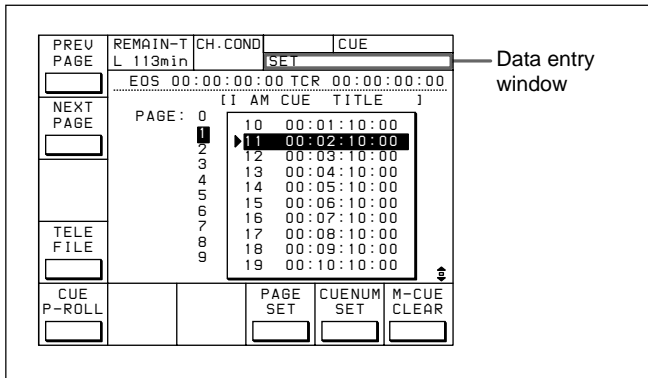 PREV PAGE
REMAIN-T
L 113min
CH.COND
CUE
SET
Data entry window
EOS 00:00:00:00 TCR 00:00:00:00
NEXT PAGE
[I AM CUE TITLE ]
PAGE: 0
1
2
3
4
5
6
7
8
9
10 00:01:10:00
11 00:02:10:00
12 00:03:10:00
13 00:04:10:00
14 00:05:10:00
15 00:06:10:00
16 00:07:10:00
17 00:08:10:00
18 00:09:10:00
19 00:10:10:00
TELE FILE
CUE P-ROLL
PAGE SET
CUENUM SET
M-CUE CLEAR